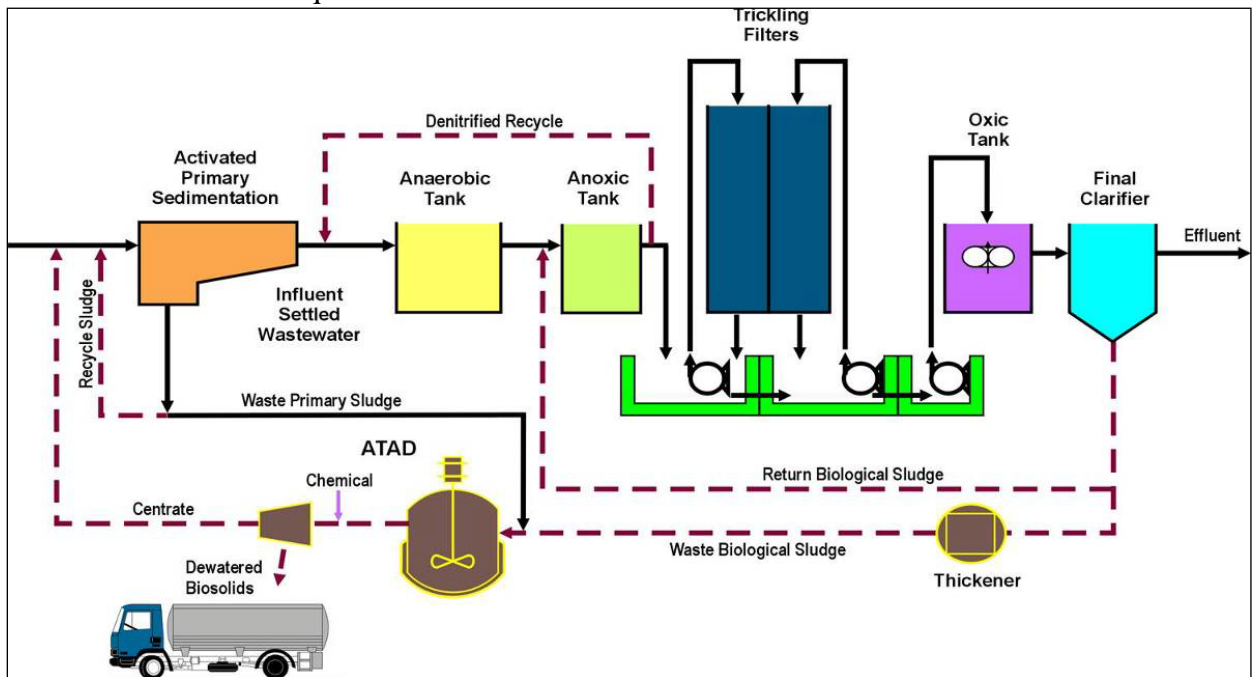 Trickling
Filters
Denitrified Recycle
Oxic
Tank
Activated
Primary
Sedimentation
Anaerobic
Tank
Anoxic
Tank
Final
Clarifier
Effluent
Influent
Settled
Wastewater
Recycle Sludge
Waste Primary Sludge
ATAD
Chemical
Return Biological Sludge
Centrate
Waste Biological Sludge
Dewatered
Biosolids
Thickener